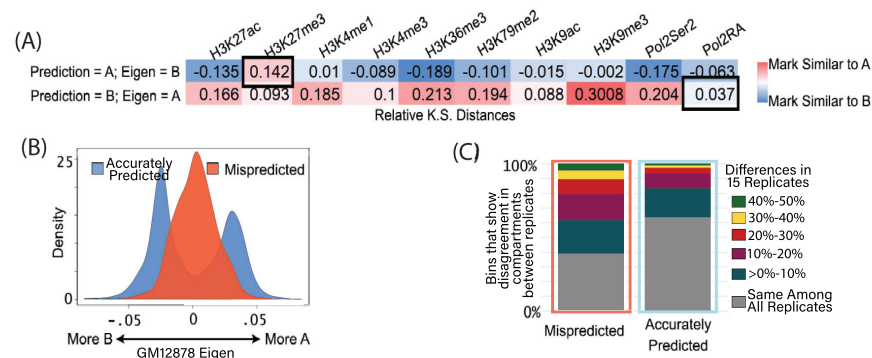 (A)
H3K27ac H3K27me3 H3K4me1 H3K4me3 H3K36me3 H3K79me2 H3K9ac H3K9me3 Pol2Ser2 Pol2RA
Prediction = A; Eigen = B -0.135 0.142 0.01 -0.089 -0.189 -0.101 -0.015 -0.002 -0.175 -0.063
Prediction = B; Eigen = A 0.166 0.093 0.185 0.1 0.213 0.194 0.088 0.3008 0.204 0.037
Relative K.S. Distances
Mark Similar to A
Mark Similar to B
(B)
25
0
Density
Accurately
Predicted
Mispredicted
-.05 0 .05
More B More A
GM12878 Eigen
(C)
100%
0%
Bins that show
disagreement in
compartments
between replicates
Mispredicted
Accurately
Predicted
Differences in
15 Replicates
40%-50%
30%-40%
20%-30%
10%-20%
>0%-10%
Same Among
All Replicates